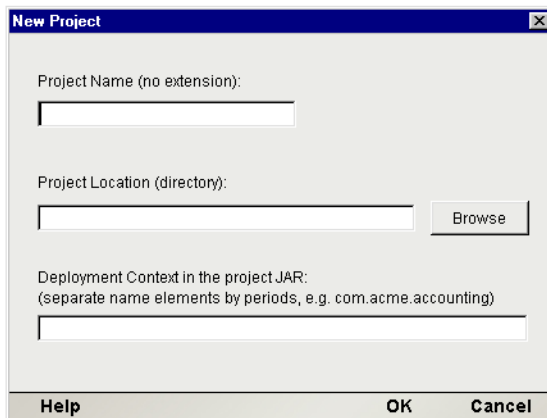 New Project
Project Name (no extension):
Project Location (directory):
Browse
Deployment Context in the project JAR:
(separate name elements by periods, e.g. com.acme.accounting)
Help OK Cancel